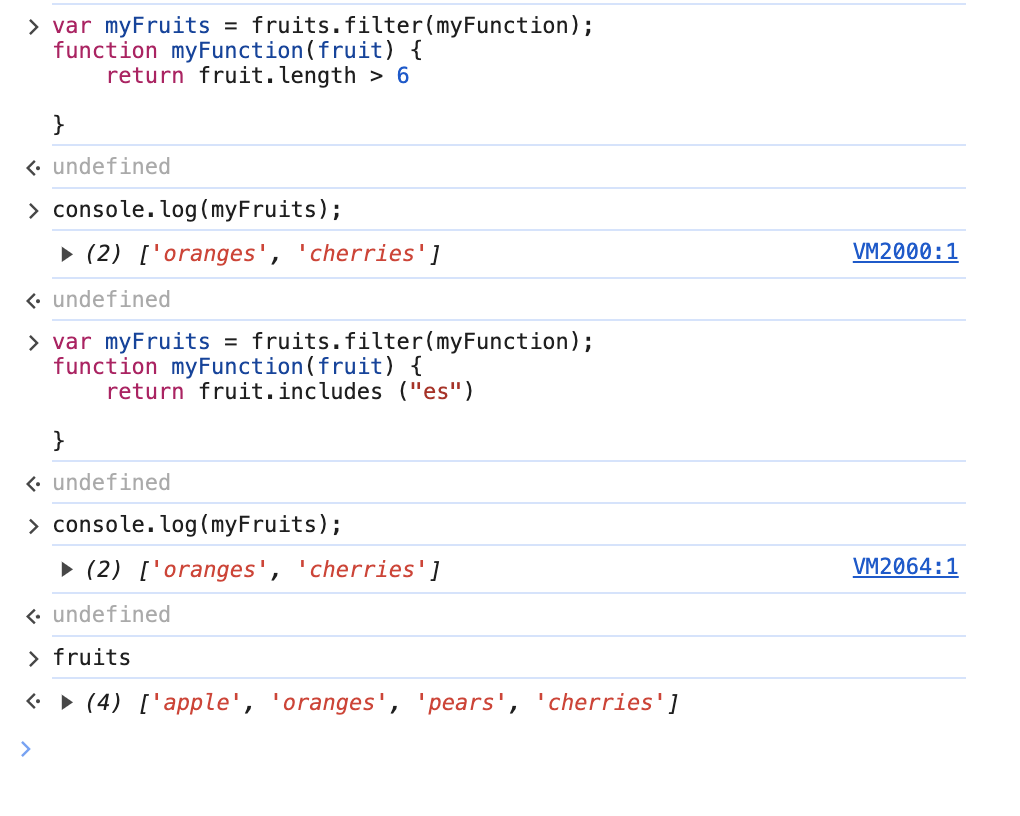 var myFruits = fruits.filter(myFunction);
function myFunction(fruit) {
    return fruit.length > 6

}
undefined
console.log(myFruits);
(2) ['oranges', 'cherries'] VM2000:1
undefined
var myFruits = fruits.filter(myFunction);
function myFunction(fruit) {
    return fruit.includes ("es")

}
undefined
console.log(myFruits);
(2) ['oranges', 'cherries'] VM2064:1
undefined
fruits
(4) ['apple', 'oranges', 'pears', 'cherries']